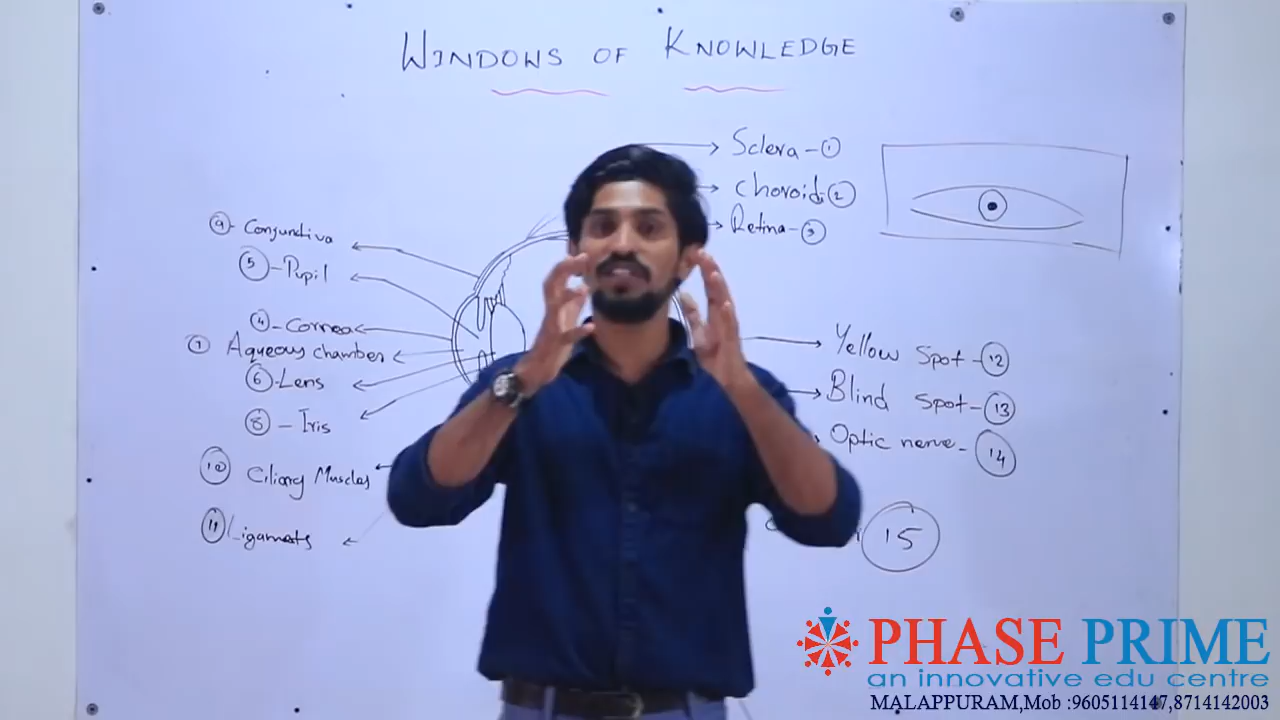 WINDOWS OF KNOWLEDGE
Sclera - 1
Choroid - 2
Retina - 3
9 - Conjunctiva
5 - Pupil
4 - Cornea
7 Aqueous chamber
6 - Lens
8 - Iris
10 Ciliary Muscles
11 Ligaments
Yellow Spot - 12
Blind Spot - 13
Optic nerve - 14
15
PHASE PRIME
an innovative edu centre
MALAPPURAM,Mob :9605114147,8714142003